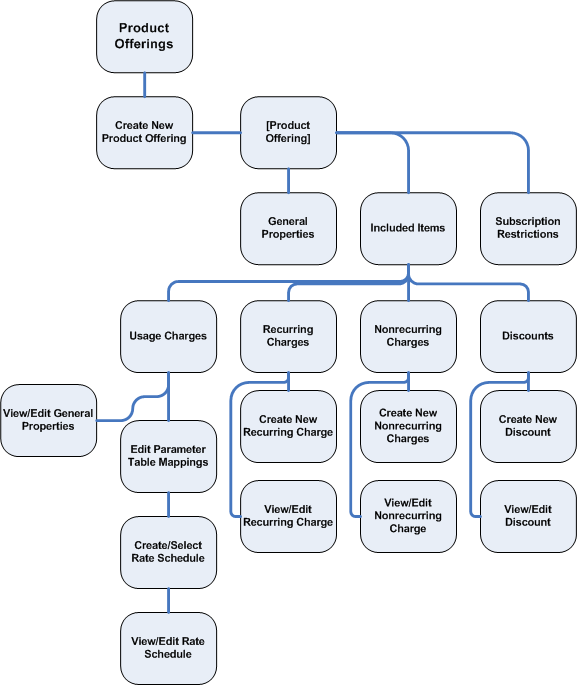 Product
Offerings
Create New
Product Offering
[Product
Offering]
General
Properties
Included Items
Subscription
Restrictions
Usage Charges
Recurring
Charges
Nonrecurring
Charges
Discounts
View/Edit General
Properties
Create New
Recurring Charge
Create New
Nonrecurring
Charges
Create New
Discount
Edit Parameter
Table Mappings
View/Edit
Recurring Charge
View/Edit
Nonrecurring
Charge
View/Edit
Discount
Create/Select
Rate Schedule
View/Edit Rate
Schedule